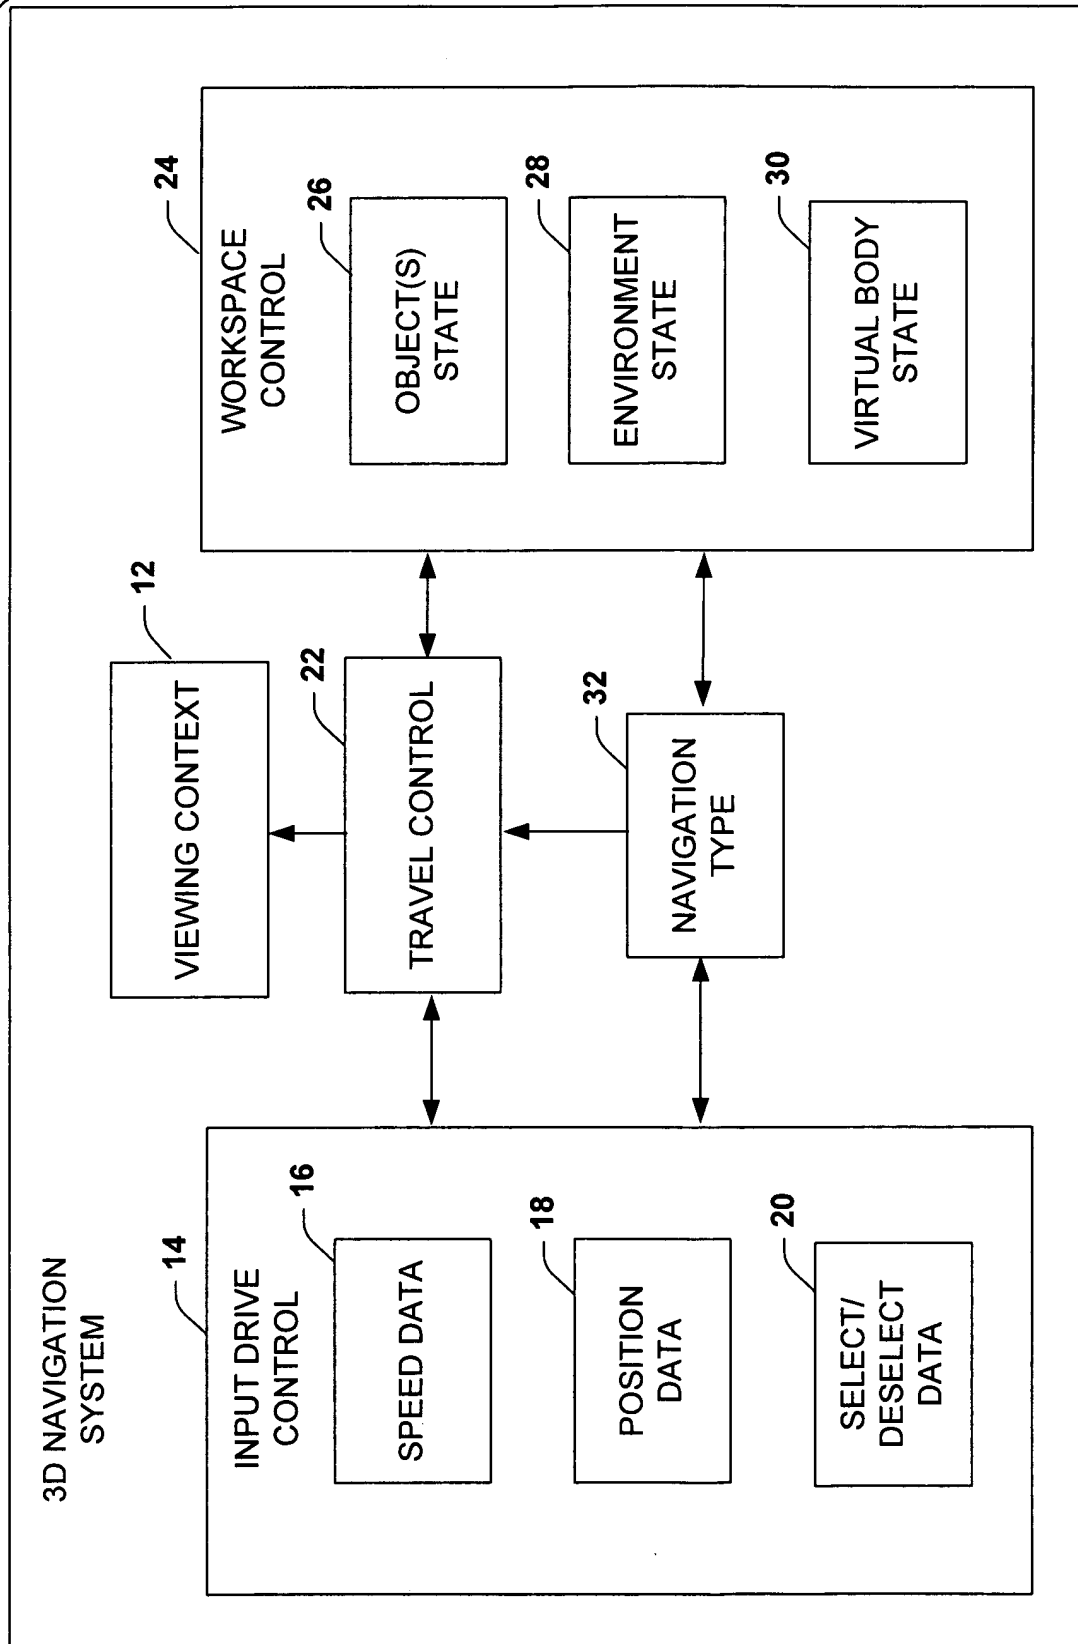 3D NAVIGATION
SYSTEM
14
INPUT DRIVE
CONTROL
16
SPEED DATA
18
POSITION
DATA
20
SELECT/
DESELECT
DATA
12
VIEWING CONTEXT
22
TRAVEL CONTROL
32
NAVIGATION
TYPE
24
WORKSPACE
CONTROL
26
OBJECT(S)
STATE
28
ENVIRONMENT
STATE
30
VIRTUAL BODY
STATE